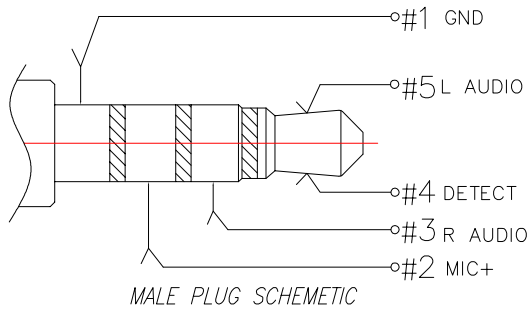 #1 GND
#5 L AUDIO
#4 DETECT
#3 R AUDIO
#2 MIC+
MALE PLUG SCHEMETIC